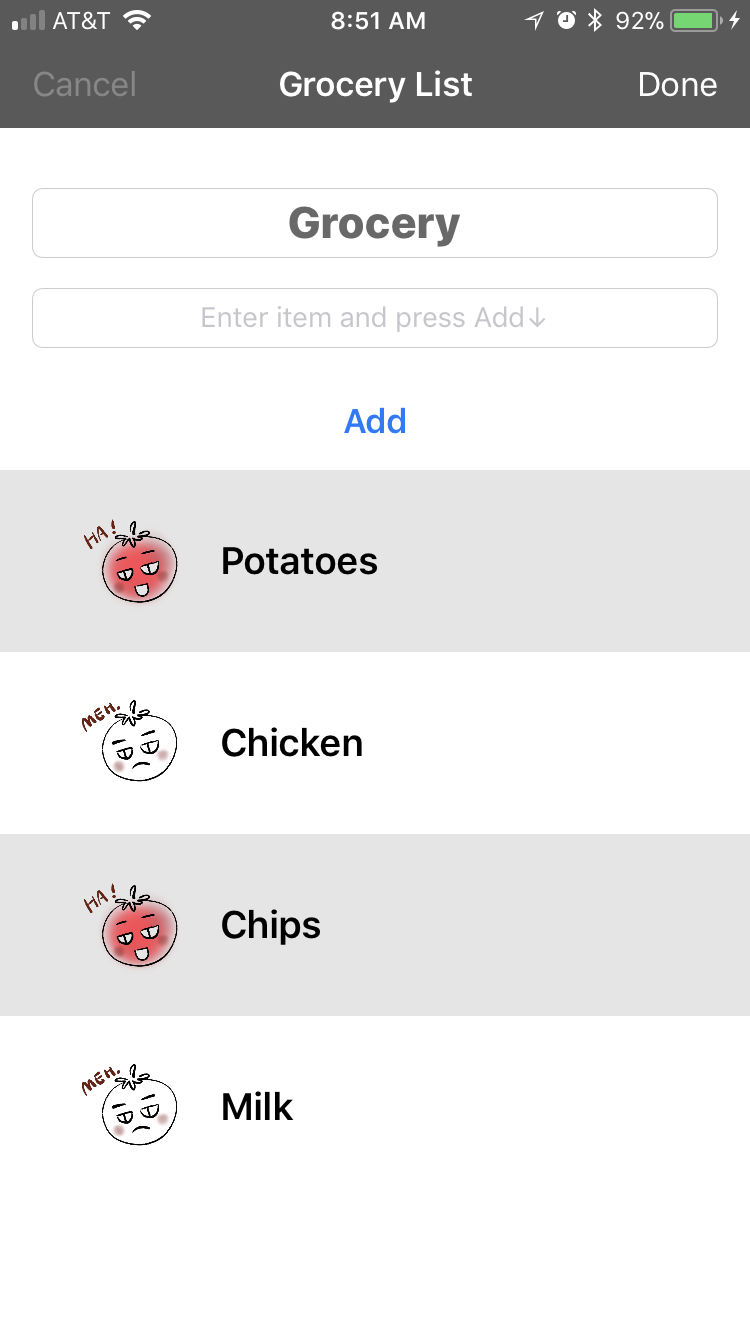 AT&T 8:51 AM 92%
Cancel Grocery List Done
Grocery
Enter item and press Add↓
Add
HA! Potatoes
MEH. Chicken
HA! Chips
MEH. Milk